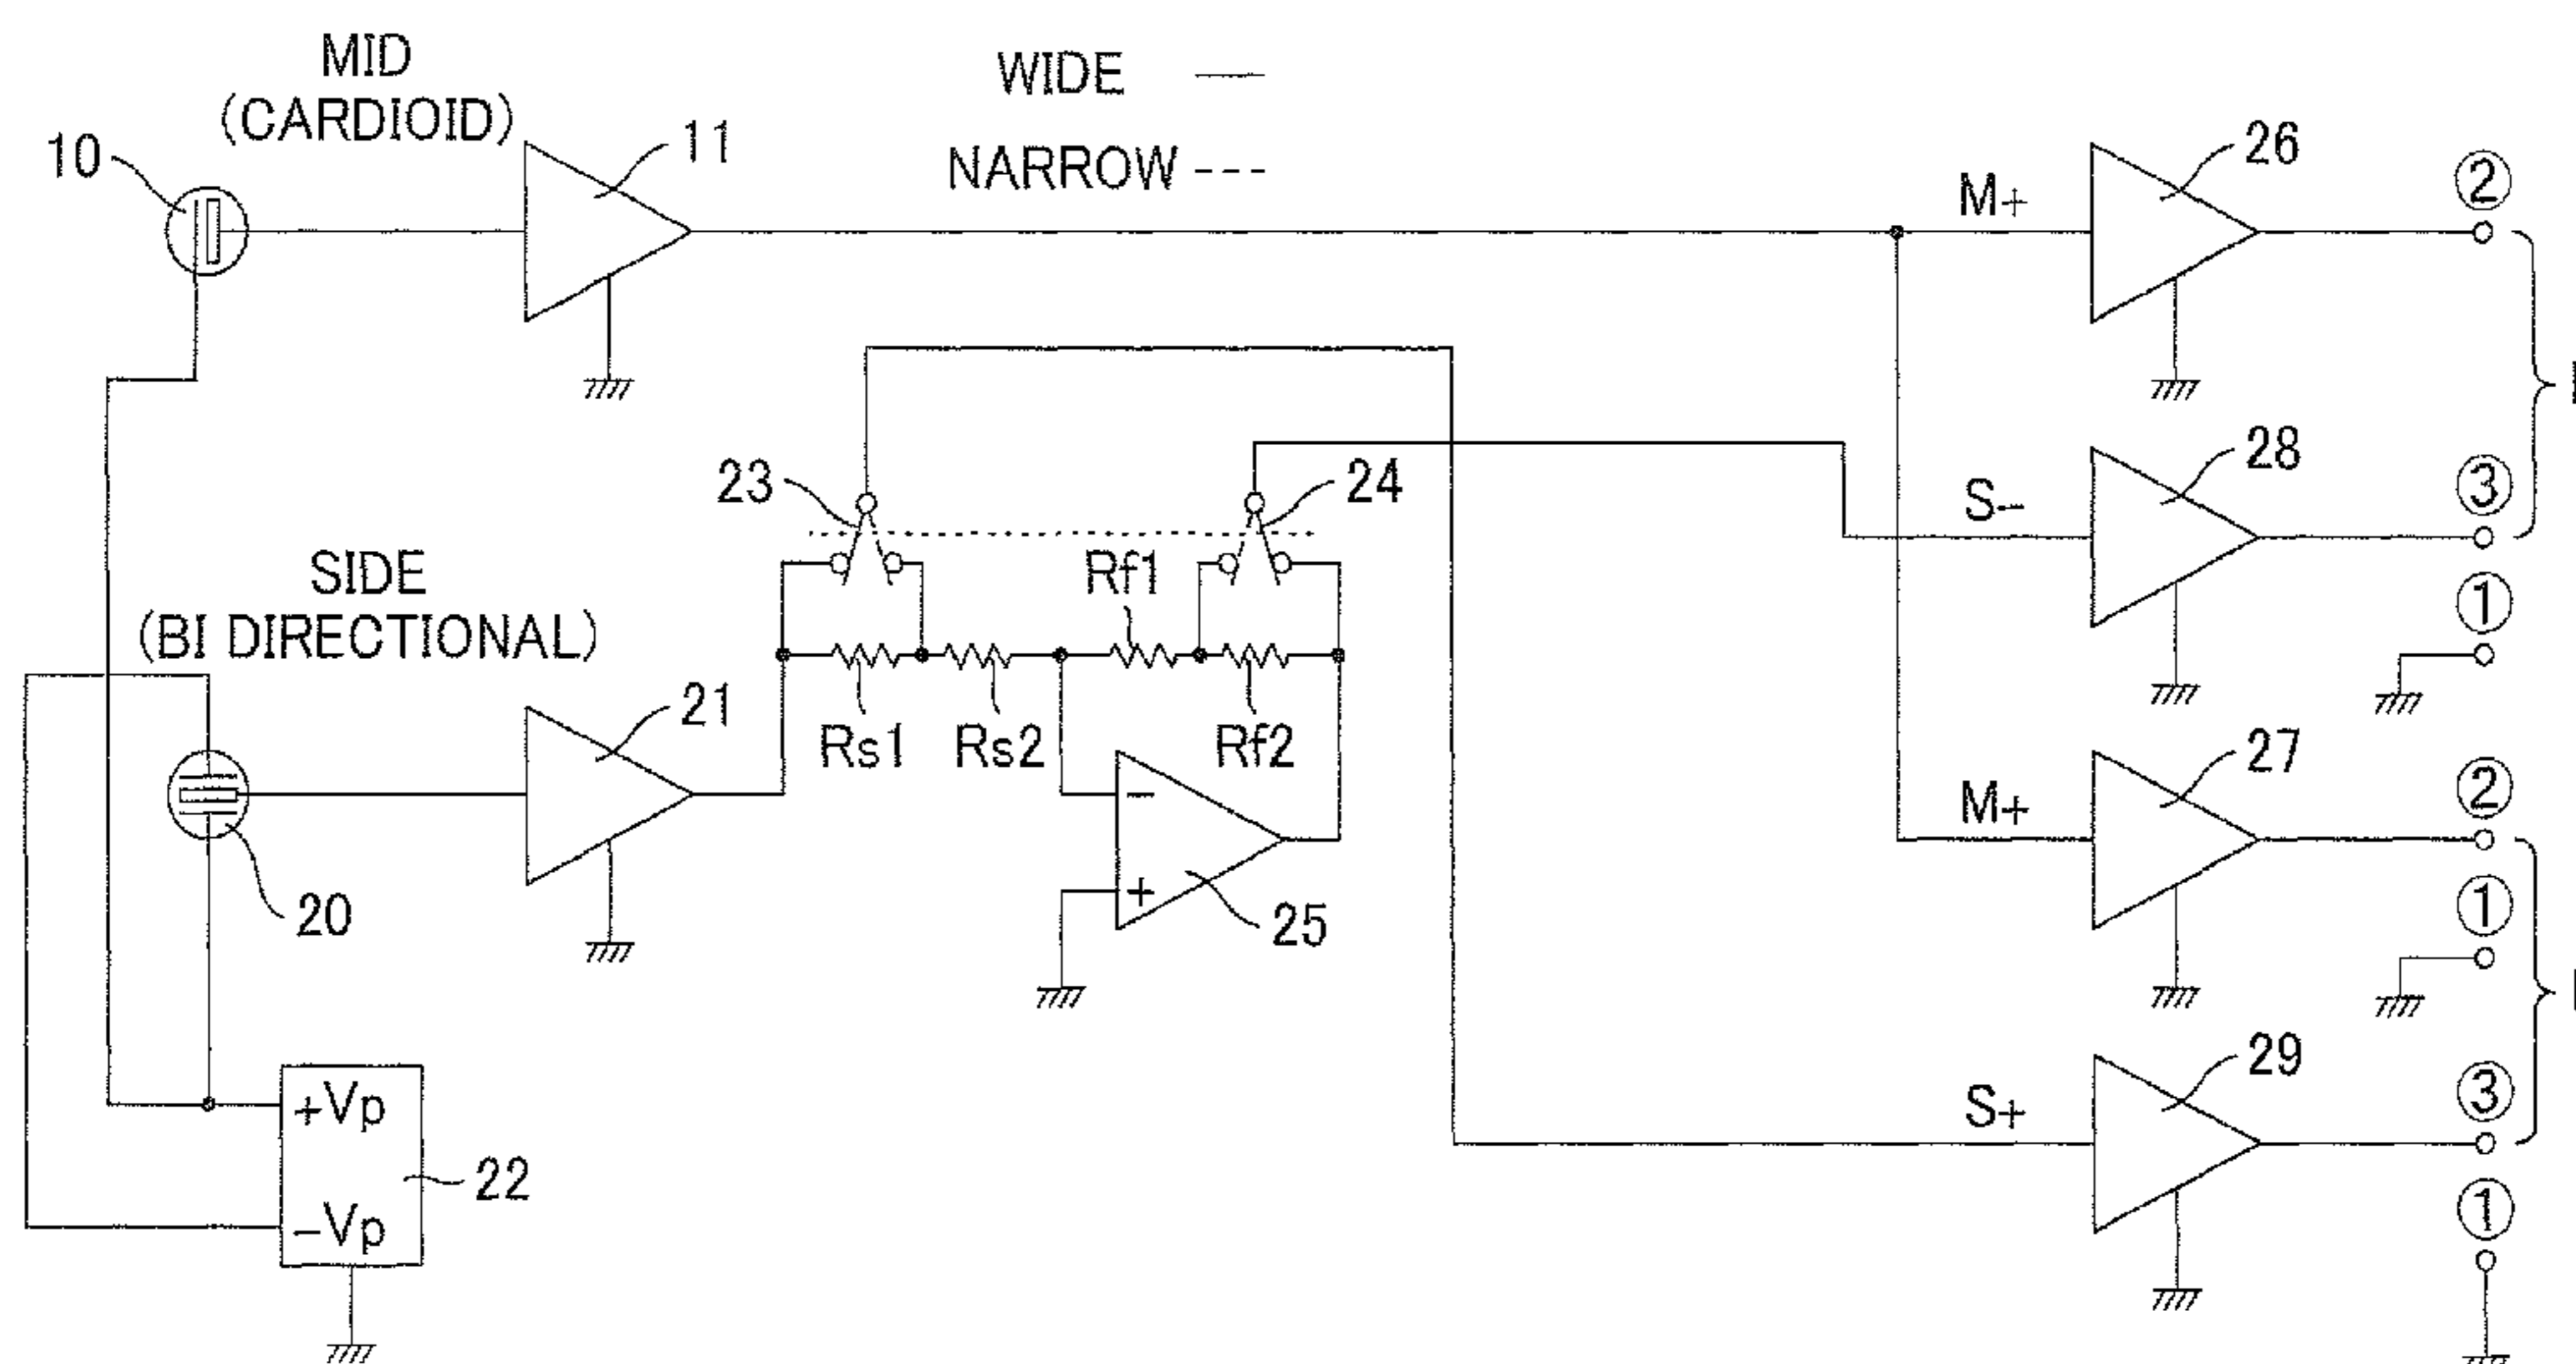 MID
(CARDIOID)
WIDE
NARROW
10
11
26
②
M+
28
③
S-
23
24
①
SIDE
(BI DIRECTIONAL)
Rf1
Rs1
Rs2
Rf2
21
27
②
M+
20
25
①
29
③
S+
+Vp
-Vp
22
①